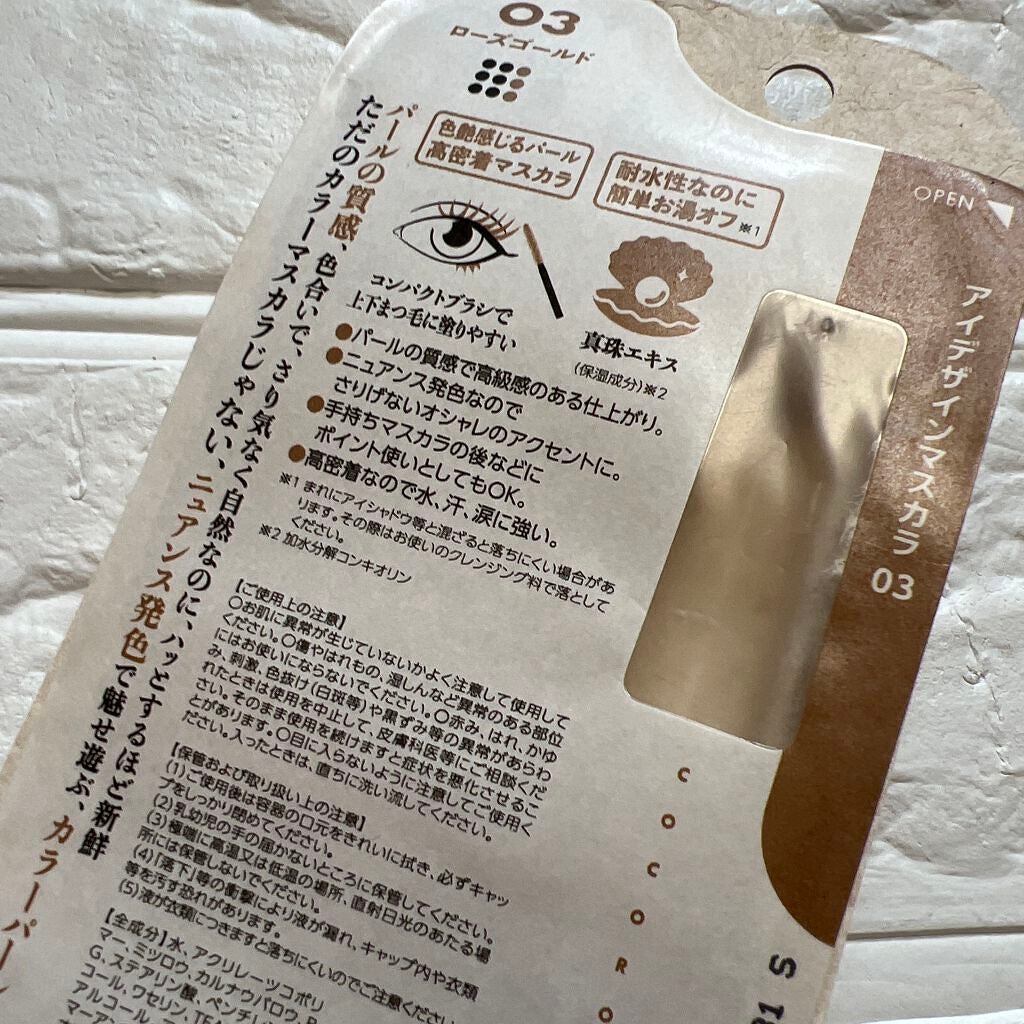 03
ローズゴールド
パールの質感、色合いで、さり気なく自然なのに、ハッとするほど新鮮
ただのカラーマスカラじゃない、ニュアンス発色で魅せ遊ぶ、カラーパール
色艶感じるパール
高密着マスカラ
耐水性なのに
簡単お湯オフ※1
コンパクトブラシで
上下まつ毛に塗りやすい
真珠エキス
(保湿成分)※2
●パールの質感で高級感のある仕上がり。
●ニュアンス発色なので
さりげないオシャレのアクセントに。
●手持ちマスカラの後などに
ポイント使いとしてもOK。
●高密着なので水、汗、涙に強い。
※1 まれにアイシャドウ等と混ざると落ちにくい場合があ
ります。その際はお使いのクレンジング料で落として
ください。
※2 加水分解コンキオリン
【ご使用上の注意】
〇お肌に異常が生じていないかよく注意して使用して
ください。〇傷やはれもの、湿しんなど異常のある部位
にはお使いにならないでください。〇赤み、はれ、かゆ
み、刺激、色抜け(白斑等)や黒ずみ等の異常があらわ
れたときは使用を中止して、皮膚科医等にご相談くだ
さい。そのまま使用を続けますと症状を悪化させるこ
とがあります。〇目に入らないように注意してご使用く
ださい。入ったときは、直ちに洗い流してください。
【保管および取り扱い上の注意】
(1)ご使用後は容器の口元をきれいに拭き、必ずキャッ
プをしっかり閉めてください。
(2)乳幼児の手の届かないところに保管してください。
(3)極端に高温又は低温の場所、直射日光のあたる場
所には保管しないでください。
(4)「落下」等の衝撃により液が漏れ、キャップ内や衣類
等を汚す恐れがあります。
(5)液が衣類につきますと落ちにくいのでご注意ください
【全成分】水、アクリレーツコポリ
マー、ミツロウ、カルナウバロウ、
G、ステアリン酸、ペンチレ
コール、ワセリン、TEA
アルコール
マーアン
OPEN
アイデザインマスカラ 03
COCORO
S